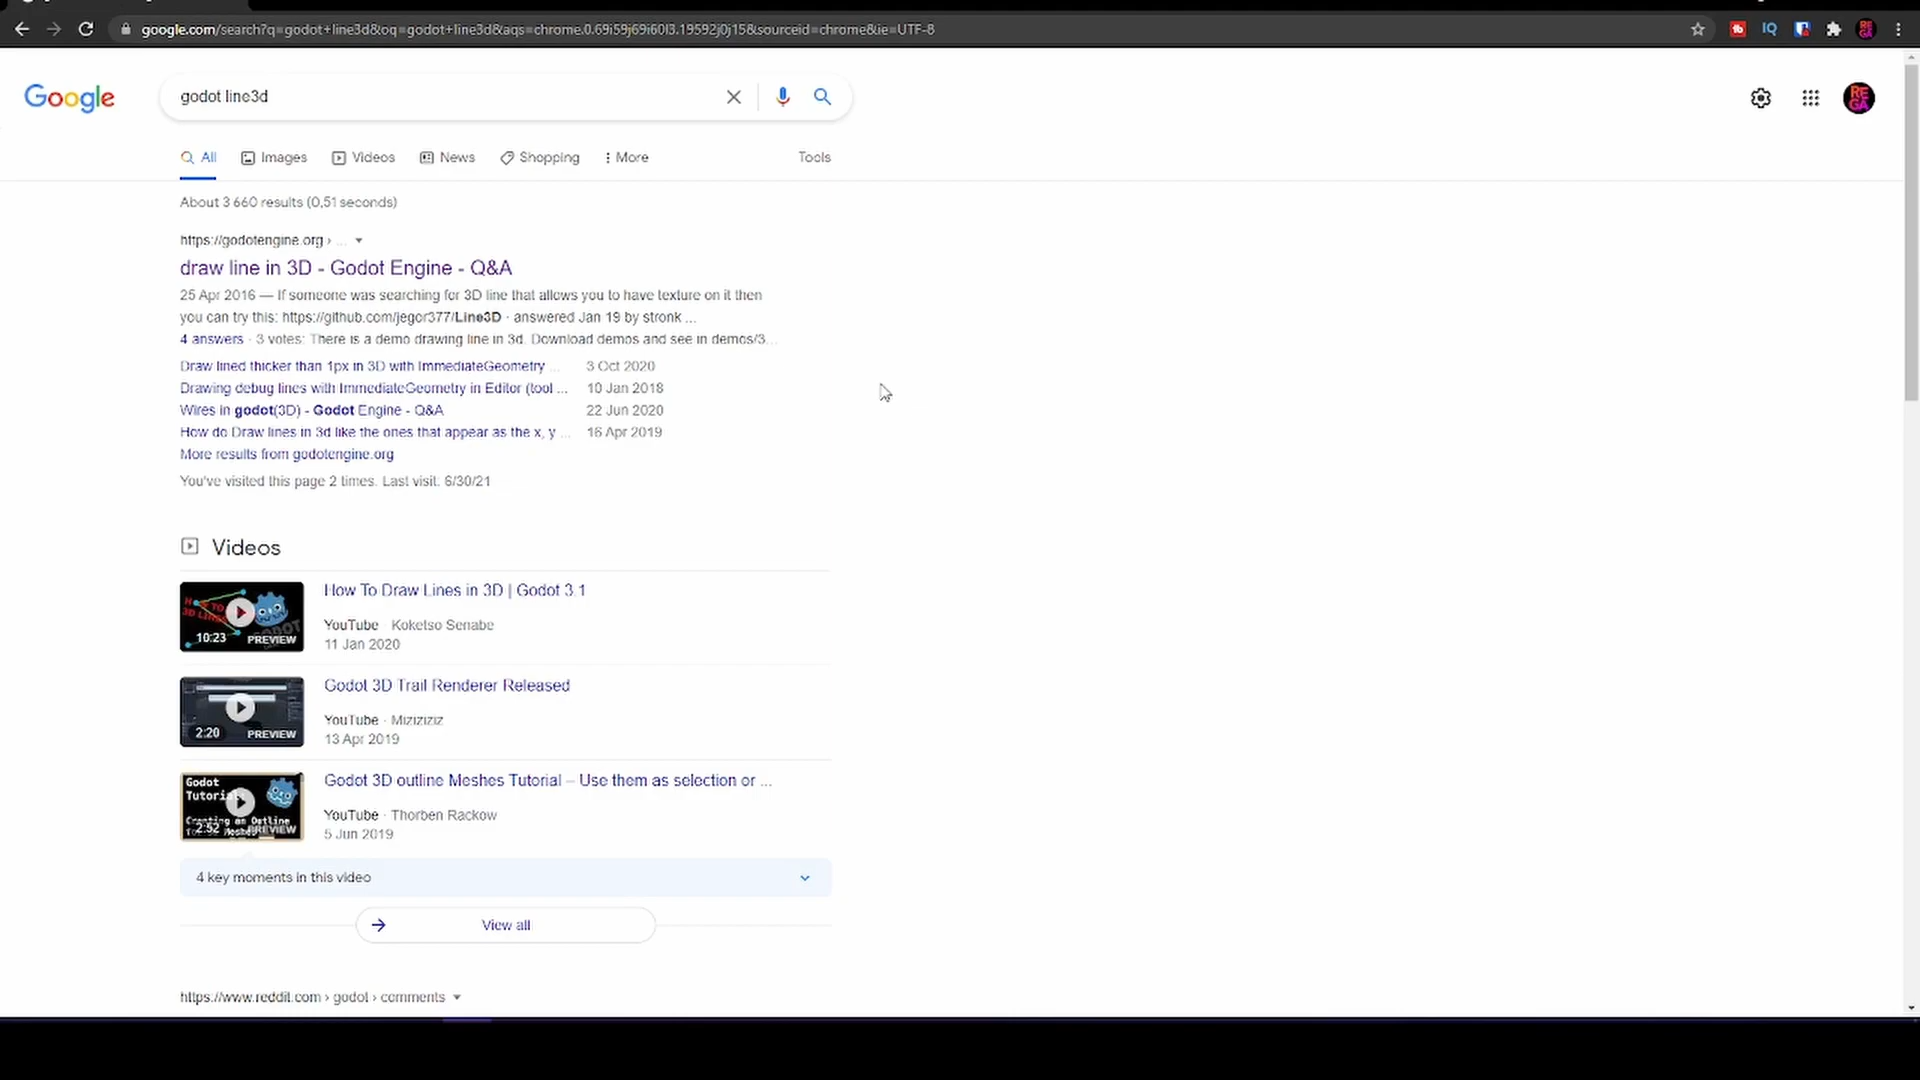 google.com/search?q=godot+line3d&oq=godot+line3d&aqs=chrome.0.69i59j69i60l3.19592j0j15&sourceid=chrome&ie=UTF-8
IQ
RE
GA
Google
godot line3d
RE
GA
All
Images
Videos
News
Shopping
More
Tools
About 3 660 results (0,51 seconds)
https://godotengine.org › ...
draw line in 3D - Godot Engine - Q&A
25 Apr 2016 — If someone was searching for 3D line that allows you to have texture on it then
you can try this: https://github.com/jegor377/Line3D · answered Jan 19 by stronk ...
4 answers · 3 votes: There is a demo drawing line in 3d. Download demos and see in demos/3...
Draw lined thicker than 1px in 3D with ImmediateGeometry ... 3 Oct 2020
Drawing debug lines with ImmediateGeometry in Editor (tool ... 10 Jan 2018
Wires in godot(3D) - Godot Engine - Q&A 22 Jun 2020
How do Draw lines in 3d like the ones that appear as the x, y ... 16 Apr 2019
More results from godotengine.org
You've visited this page 2 times. Last visit: 6/30/21
Videos
10:23 PREVIEW
How To Draw Lines in 3D | Godot 3.1
YouTube · Koketso Senabe
11 Jan 2020
2:20 PREVIEW
Godot 3D Trail Renderer Released
YouTube · Miziziziz
13 Apr 2019
Godot
Tutorial
Creating an Outline
2:52 PREVIEW
Godot 3D outline Meshes Tutorial – Use them as selection or ...
YouTube · Thorben Rackow
5 Jun 2019
4 key moments in this video
View all
https://www.reddit.com › godot › comments